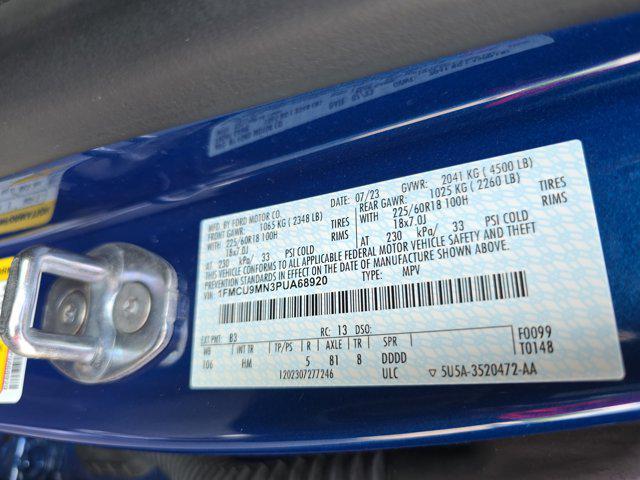 MFD. BY FORD MOTOR CO.
DATE: 07/23 GVWR: 2041 KG ( 4500 LB)
FRONT GAWR: 1065 KG ( 2348 LB) REAR GAWR: 1025 KG ( 2260 LB)
WITH 225/60R18 100H TIRES WITH 225/60R18 100H TIRES
18x7.0J RIMS 18x7.0J RIMS
AT 230 kPa/ 33 PSI COLD AT 230 kPa/ 33 PSI COLD
THIS VEHICLE CONFORMS TO ALL APPLICABLE FEDERAL MOTOR VEHICLE SAFETY AND THEFT
PREVENTION STANDARDS IN EFFECT ON THE DATE OF MANUFACTURE SHOWN ABOVE.
VIN: 1FMCU9MN3PUA68920 TYPE: MPV
EXT PNT: B3 RC: 13 DSO: F0099
WB INT TR TP/PS R AXLE TR SPR T0148
106 HM 5 81 8 DDDD
1202307277246 ULC ▽ 5U5A-3520472-AA